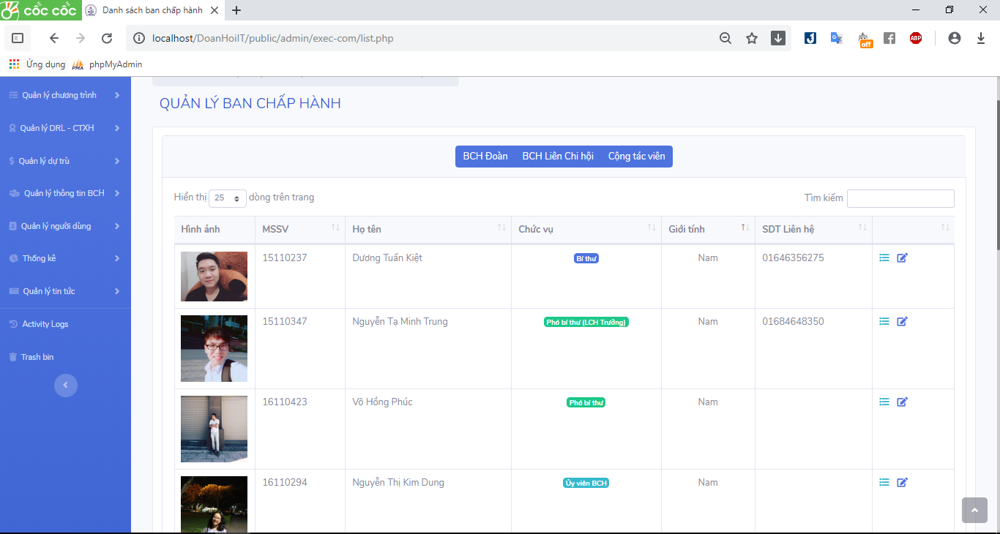 cốc cốc
Danh sách ban chấp hành
localhost/DoanHoiIT/public/admin/exec-com/list.php
off
ABP
Ứng dụng
PMA
phpMyAdmin
Quản lý chương trình
Quản lý DRL - CTXH
Quản lý dự trù
Quản lý thông tin BCH
Quản lý người dùng
Thống kê
Quản lý tin tức
Activity Logs
Trash bin
QUẢN LÝ BAN CHẤP HÀNH
BCH Đoàn BCH Liên Chi hội Cộng tác viên
Hiển thị 25 dòng trên trang
Tìm kiếm
Hình ảnh MSSV Họ tên Chức vụ Giới tính SDT Liên hệ
15110237 Dương Tuấn Kiệt Bí thư Nam 01646356275
15110347 Nguyễn Tạ Minh Trung Phó bí thư (LCH Trưởng) Nam 01684648350
16110423 Võ Hồng Phúc Phó bí thư Nam
16110294 Nguyễn Thị Kim Dung Ủy viên BCH Nam